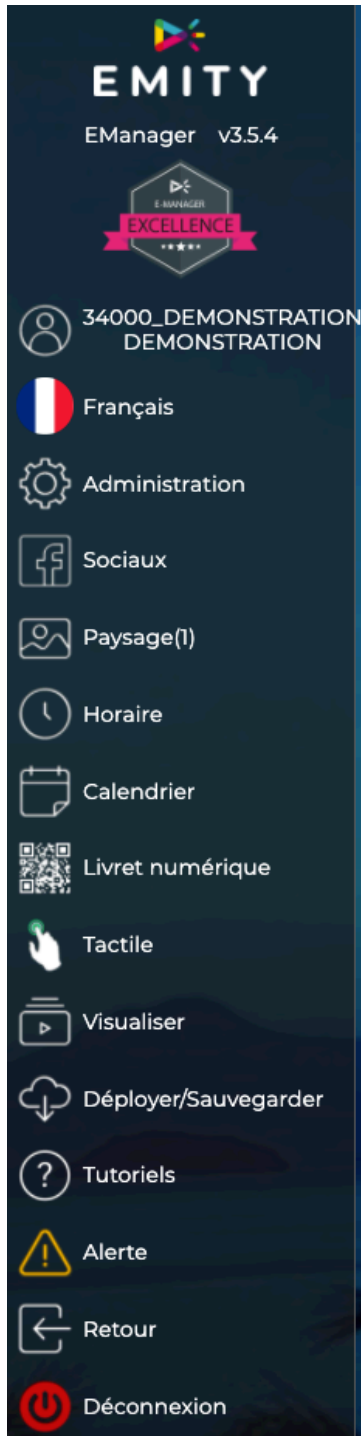 EMITY
EManager v3.5.4
E-MANAGER
EXCELLENCE
34000_DEMONSTRATION
DEMONSTRATION
Français
Administration
Sociaux
Paysage(1)
Horaire
Calendrier
Livret numérique
Tactile
Visualiser
Déployer/Sauvegarder
Tutoriels
Alerte
Retour
Déconnexion